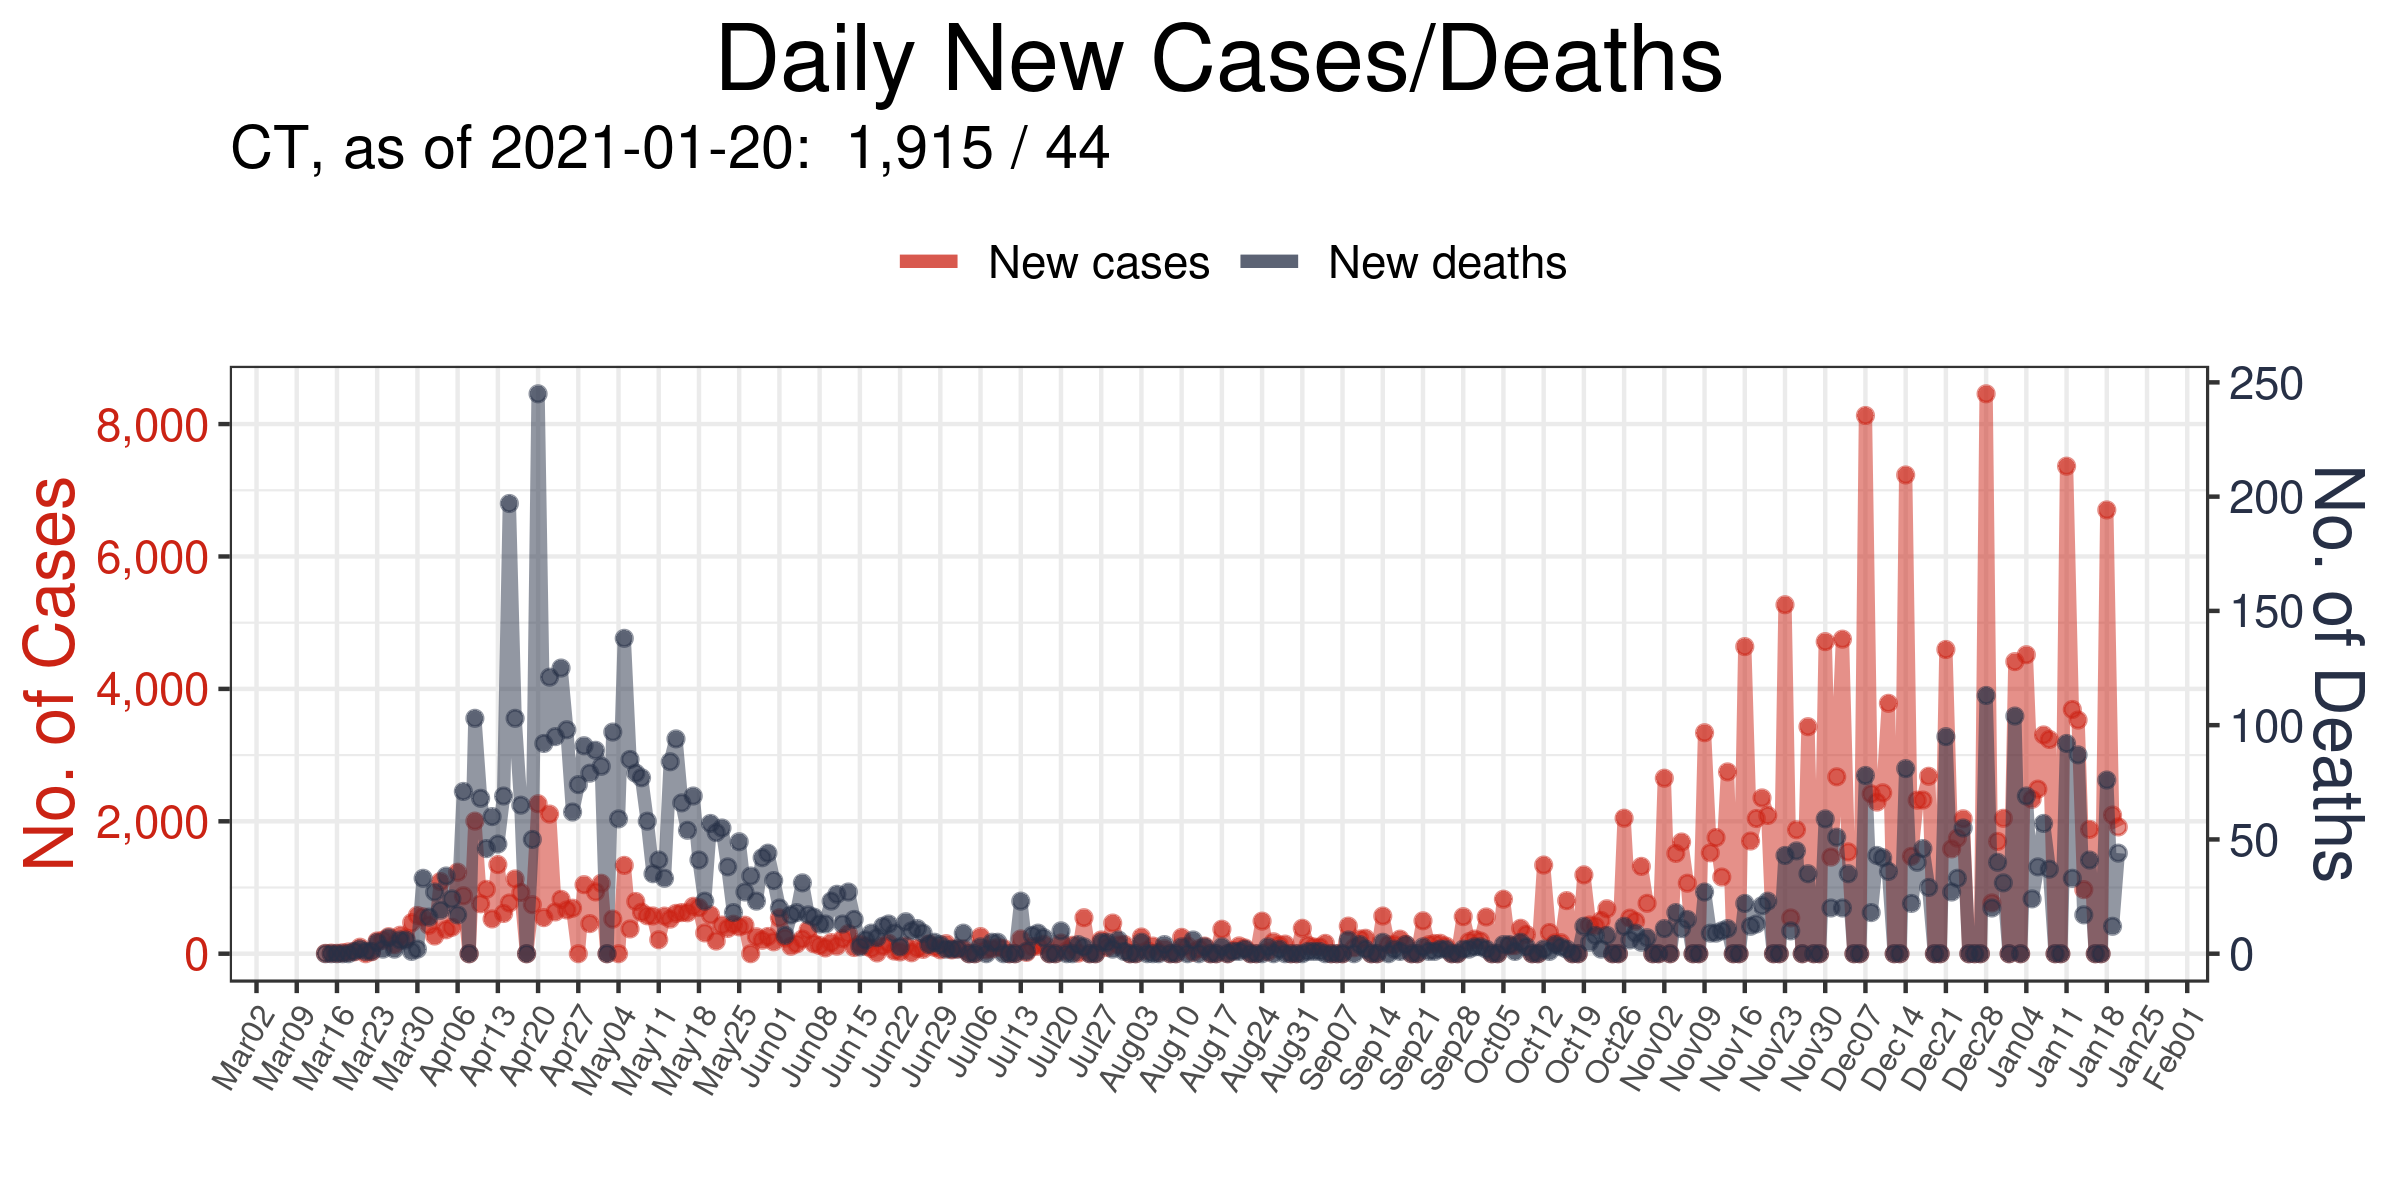 Daily New Cases/Deaths
CT, as of 2021-01-20: 1,915 / 44
New cases
New deaths
No. of Cases
8,000
6,000
4,000
2,000
0
250
200
150
100
50
0
No. of Deaths
Mar02
Mar09
Mar16
Mar23
Mar30
Apr06
Apr13
Apr20
Apr27
May04
May11
May18
May25
Jun01
Jun08
Jun15
Jun22
Jun29
Jul06
Jul13
Jul20
Jul27
Aug03
Aug10
Aug17
Aug24
Aug31
Sep07
Sep14
Sep21
Sep28
Oct05
Oct12
Oct19
Oct26
Nov02
Nov09
Nov16
Nov23
Nov30
Dec07
Dec14
Dec21
Dec28
Jan04
Jan11
Jan18
Jan25
Feb01